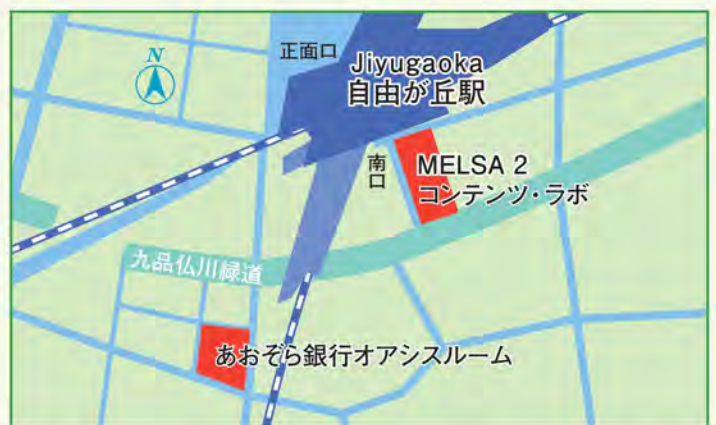 正面口
N
Jiyugaoka
自由が丘駅
南口
MELSA 2
コンテンツ・ラボ
九品仏川緑道
あおぞら銀行オアシスルーム